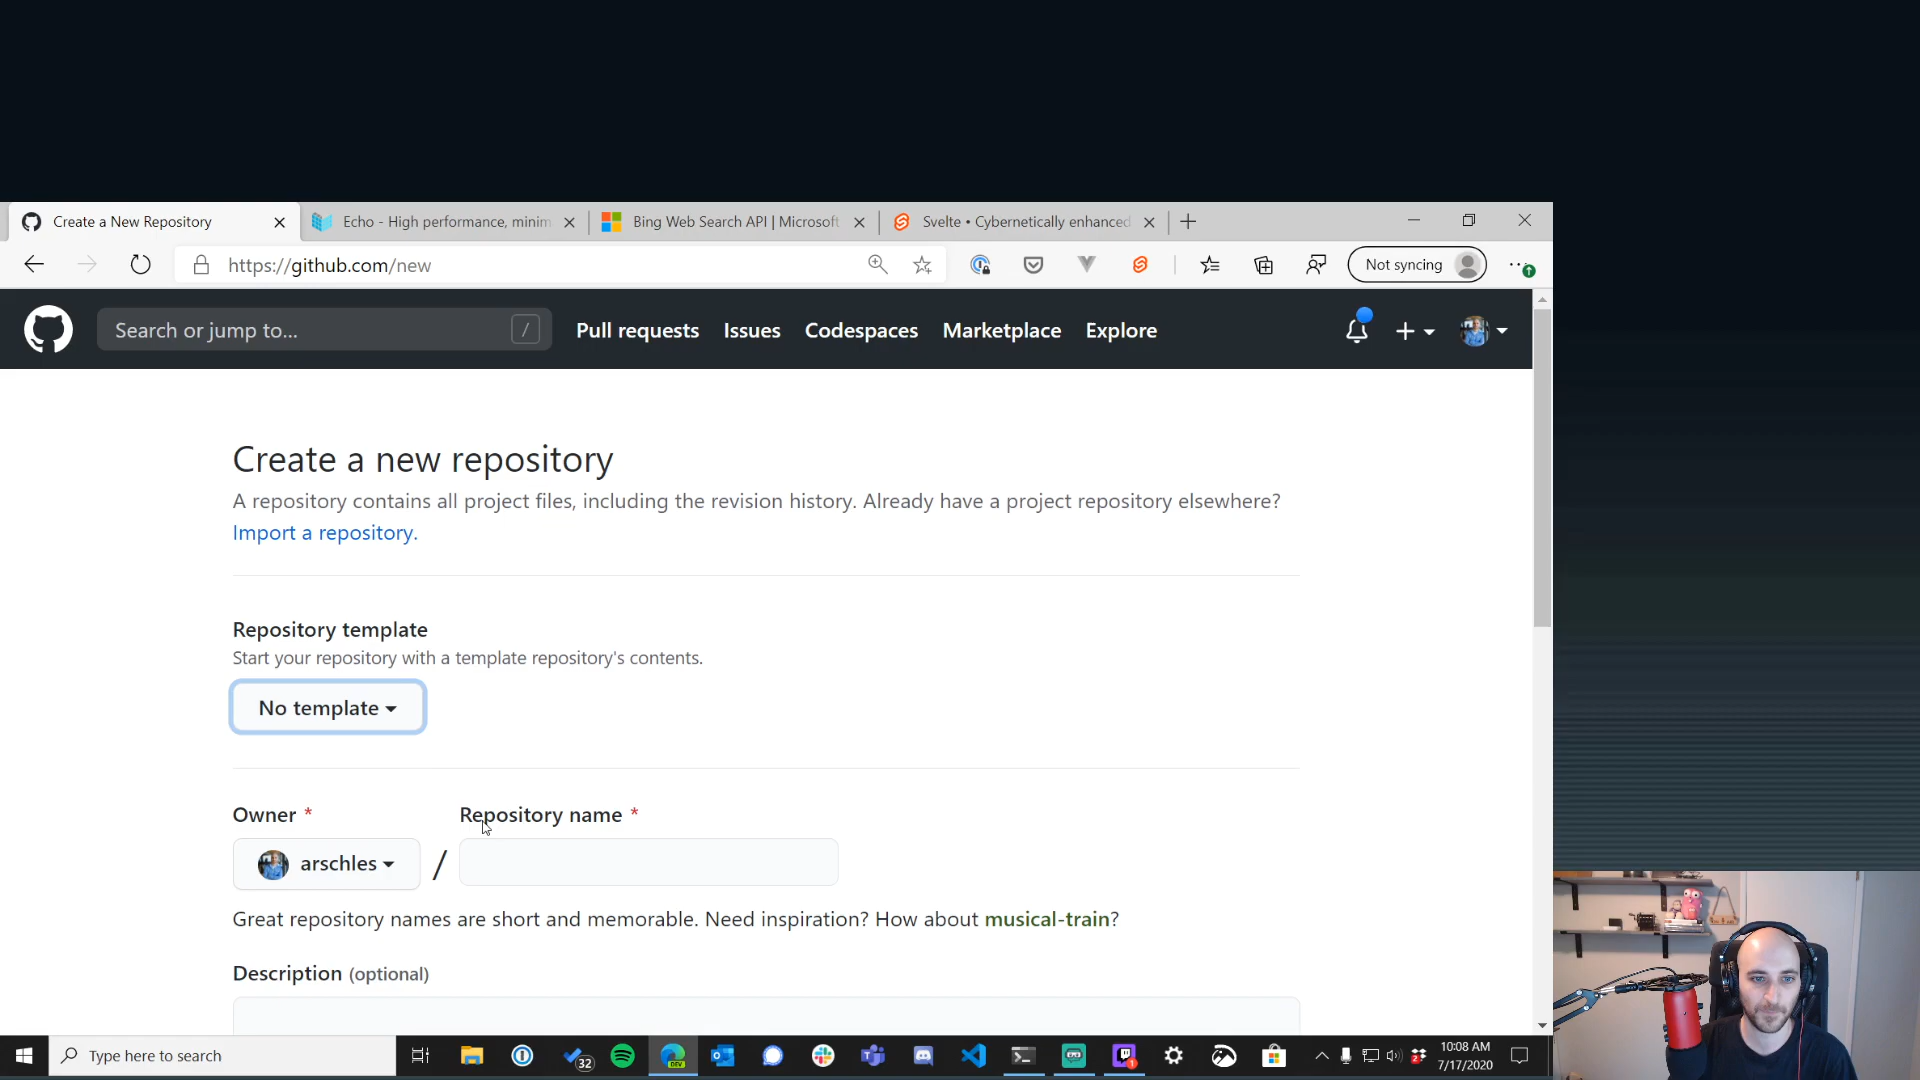 Create a New Repository
Echo - High performance, minim
Bing Web Search API | Microsoft
Svelte • Cybernetically enhanced
https://github.com/new
Not syncing
Search or jump to...
/
Pull requests
Issues
Codespaces
Marketplace
Explore
Create a new repository
A repository contains all project files, including the revision history. Already have a project repository elsewhere?
Import a repository.
Repository template
Start your repository with a template repository's contents.
No template
Owner *
Repository name *
arschles
/
Great repository names are short and memorable. Need inspiration? How about musical-train?
Description (optional)
Type here to search
32
DEV
1
10:08 AM
7/17/2020